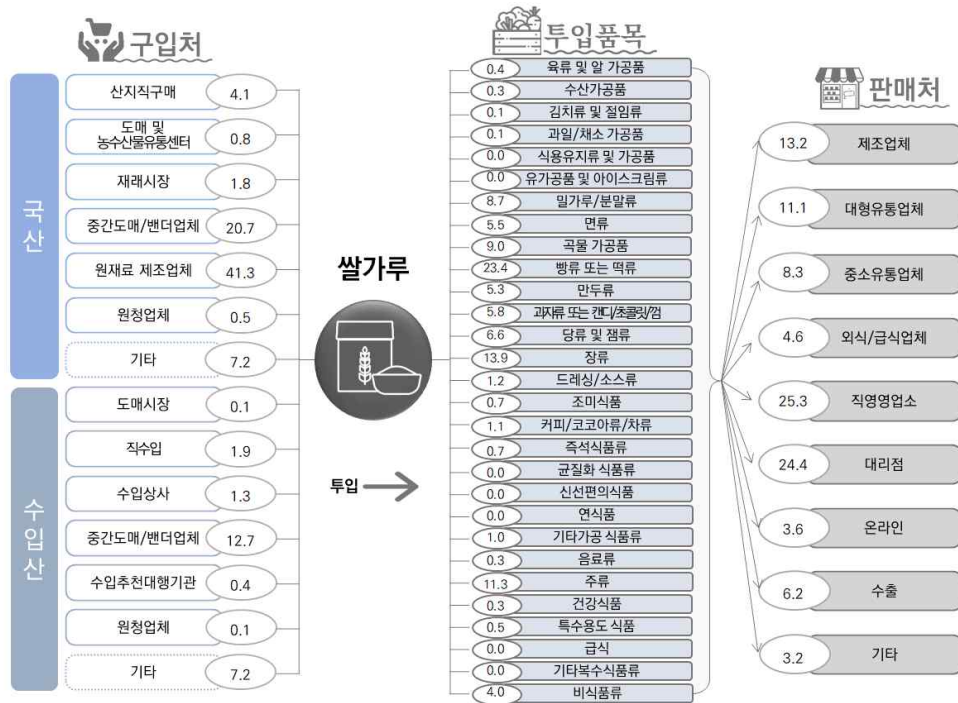 구입처
국산
산지직구매 4.1
도매 및
농수산물유통센터 0.8
재래시장 1.8
중간도매/밴더업체 20.7
원재료 제조업체 41.3
원청업체 0.5
기타 7.2
수입산
도매시장 0.1
직수입 1.9
수입상사 1.3
중간도매/밴더업체 12.7
수입추천대행기관 0.4
원청업체 0.1
기타 7.2
쌀가루
투입
투입품목
0.4 육류 및 알 가공품
0.3 수산가공품
0.1 김치류 및 절임류
0.1 과일/채소 가공품
0.0 식용유지류 및 가공품
0.0 유가공품 및 아이스크림류
8.7 밀가루/분말류
5.5 면류
9.0 곡물 가공품
23.4 빵류 또는 떡류
5.3 만두류
5.8 과자류 또는 캔디/초콜릿/껌
6.6 당류 및 잼류
13.9 장류
1.2 드레싱/소스류
0.7 조미식품
1.1 커피/코코아류/차류
0.7 즉석식품류
0.0 균질화 식품류
0.0 신선편의식품
0.0 연식품
1.0 기타가공 식품류
0.3 음료류
11.3 주류
0.3 건강식품
0.5 특수용도 식품
0.0 급식
0.0 기타복수식품류
4.0 비식품류
판매처
13.2 제조업체
11.1 대형유통업체
8.3 중소유통업체
4.6 외식/급식업체
25.3 직영영업소
24.4 대리점
3.6 온라인
6.2 수출
3.2 기타